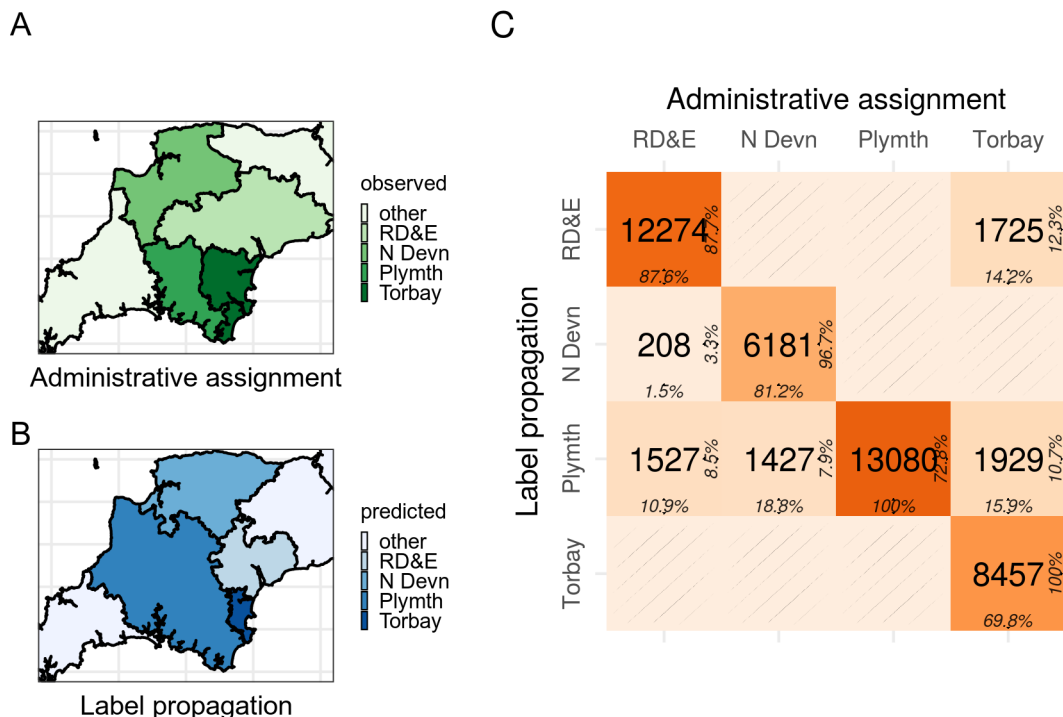 A
observed
other
RD&E
N Devn
Plymth
Torbay
Administrative assignment
B
predicted
other
RD&E
N Devn
Plymth
Torbay
Label propagation
C
Administrative assignment
RD&E N Devn Plymth Torbay
Label propagation
RD&E
12274 87.7% 1725 12.3%
87.6% 14.2%
N Devn
208 3.3% 6181 96.7%
1.5% 81.2%
Plymth
1527 8.5% 1427 7.9% 13080 72.8% 1929 10.7%
10.9% 18.8% 100% 15.9%
Torbay
8457 100%
69.8%